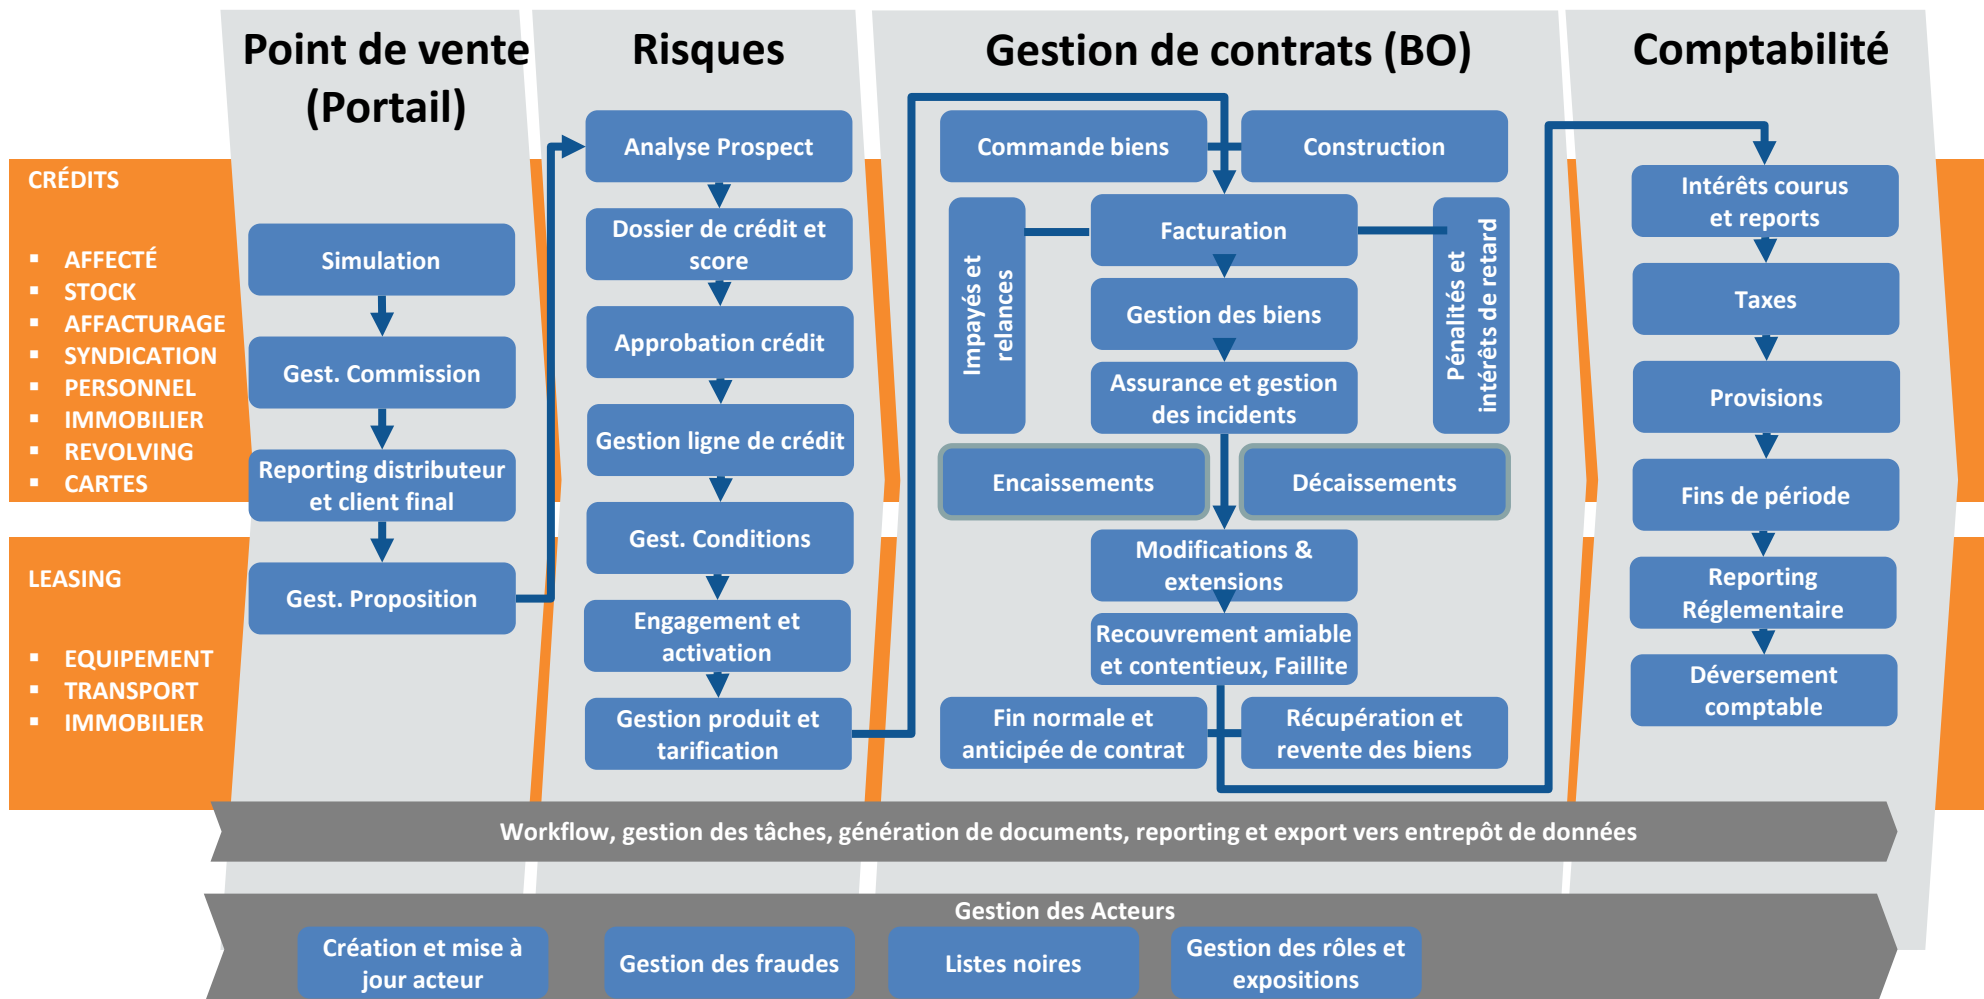 Point de vente
(Portail)
Risques
Gestion de contrats (BO)
Comptabilité
CRÉDITS
▪ AFFECTÉ
▪ STOCK
▪ AFFACTURAGE
▪ SYNDICATION
▪ PERSONNEL
▪ IMMOBILIER
▪ REVOLVING
▪ CARTES
LEASING
▪ EQUIPEMENT
▪ TRANSPORT
▪ IMMOBILIER
Simulation
Gest. Commission
Reporting distributeur
et client final
Gest. Proposition
Analyse Prospect
Dossier de crédit et
score
Approbation crédit
Gestion ligne de crédit
Gest. Conditions
Engagement et
activation
Gestion produit et
tarification
Commande biens
Construction
Facturation
Impayés et
relances
Pénalités et
intérêts de retard
Gestion des biens
Assurance et gestion
des incidents
Encaissements
Décaissements
Modifications &
extensions
Recouvrement amiable
et contentieux, Faillite
Fin normale et
anticipée de contrat
Récupération et
revente des biens
Intérêts courus
et reports
Taxes
Provisions
Fins de période
Reporting
Réglementaire
Déversement
comptable
Workflow, gestion des tâches, génération de documents, reporting et export vers entrepôt de données
Gestion des Acteurs
Création et mise à
jour acteur
Gestion des fraudes
Listes noires
Gestion des rôles et
expositions